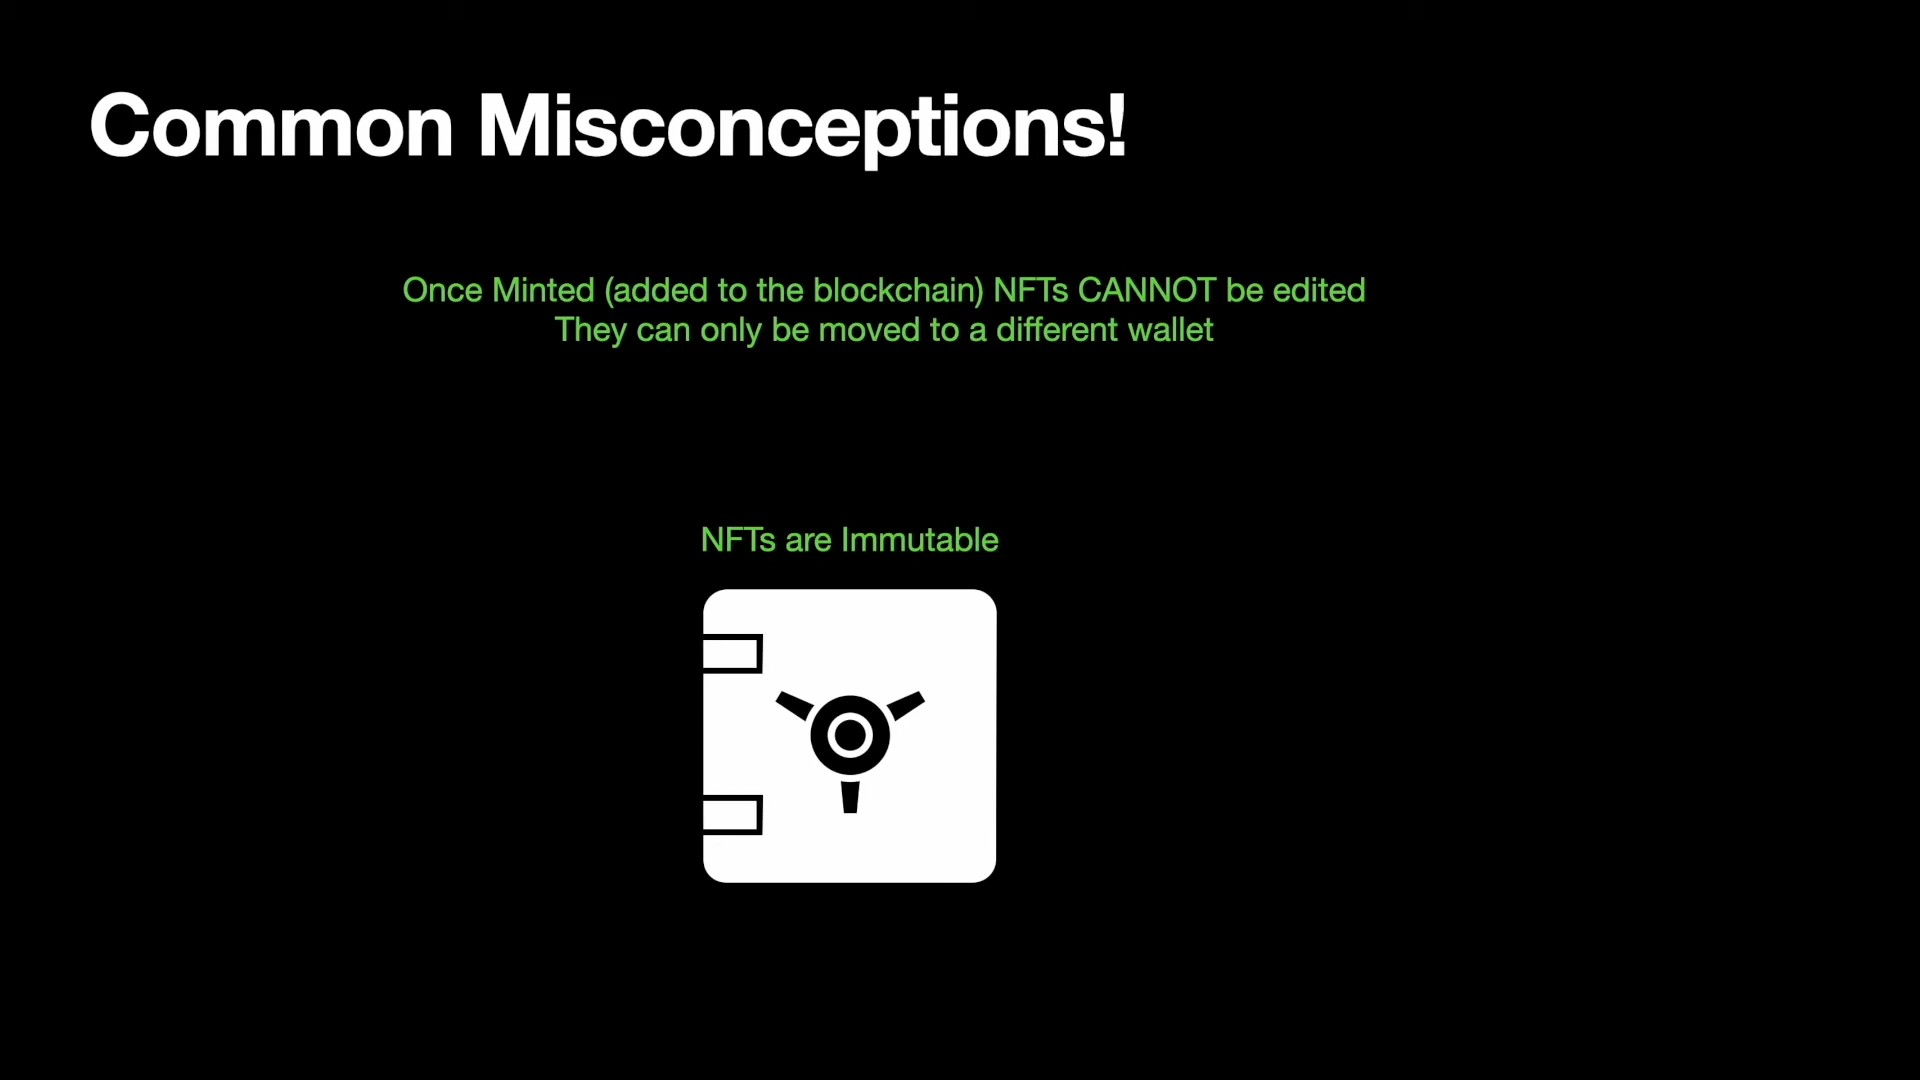 Common Misconceptions!
Once Minted (added to the blockchain) NFTs CANNOT be edited
They can only be moved to a different wallet
NFTs are Immutable